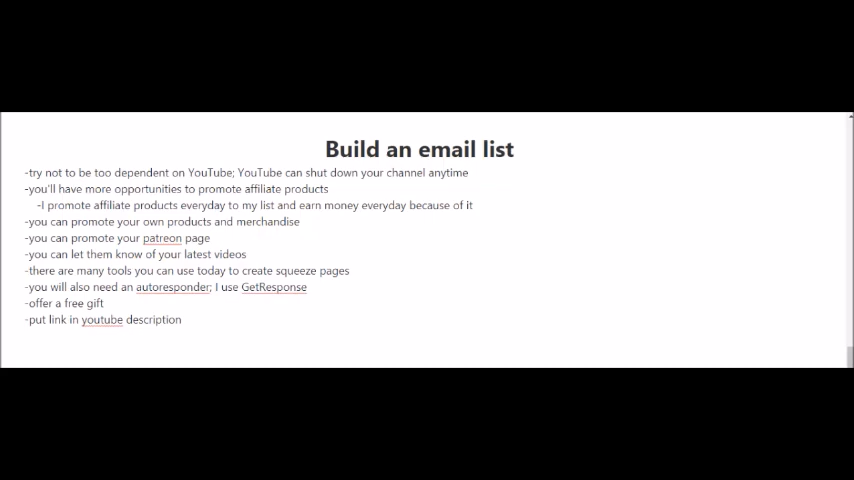 Build an email list
-try not to be too dependent on YouTube; YouTube can shut down your channel anytime
-you'll have more opportunities to promote affiliate products
-I promote affiliate products everyday to my list and earn money everyday because of it
-you can promote your own products and merchandise
-you can promote your patreon page
-you can let them know of your latest videos
-there are many tools you can use today to create squeeze pages
-you will also need an autoresponder; I use GetResponse
-offer a free gift
-put link in youtube description